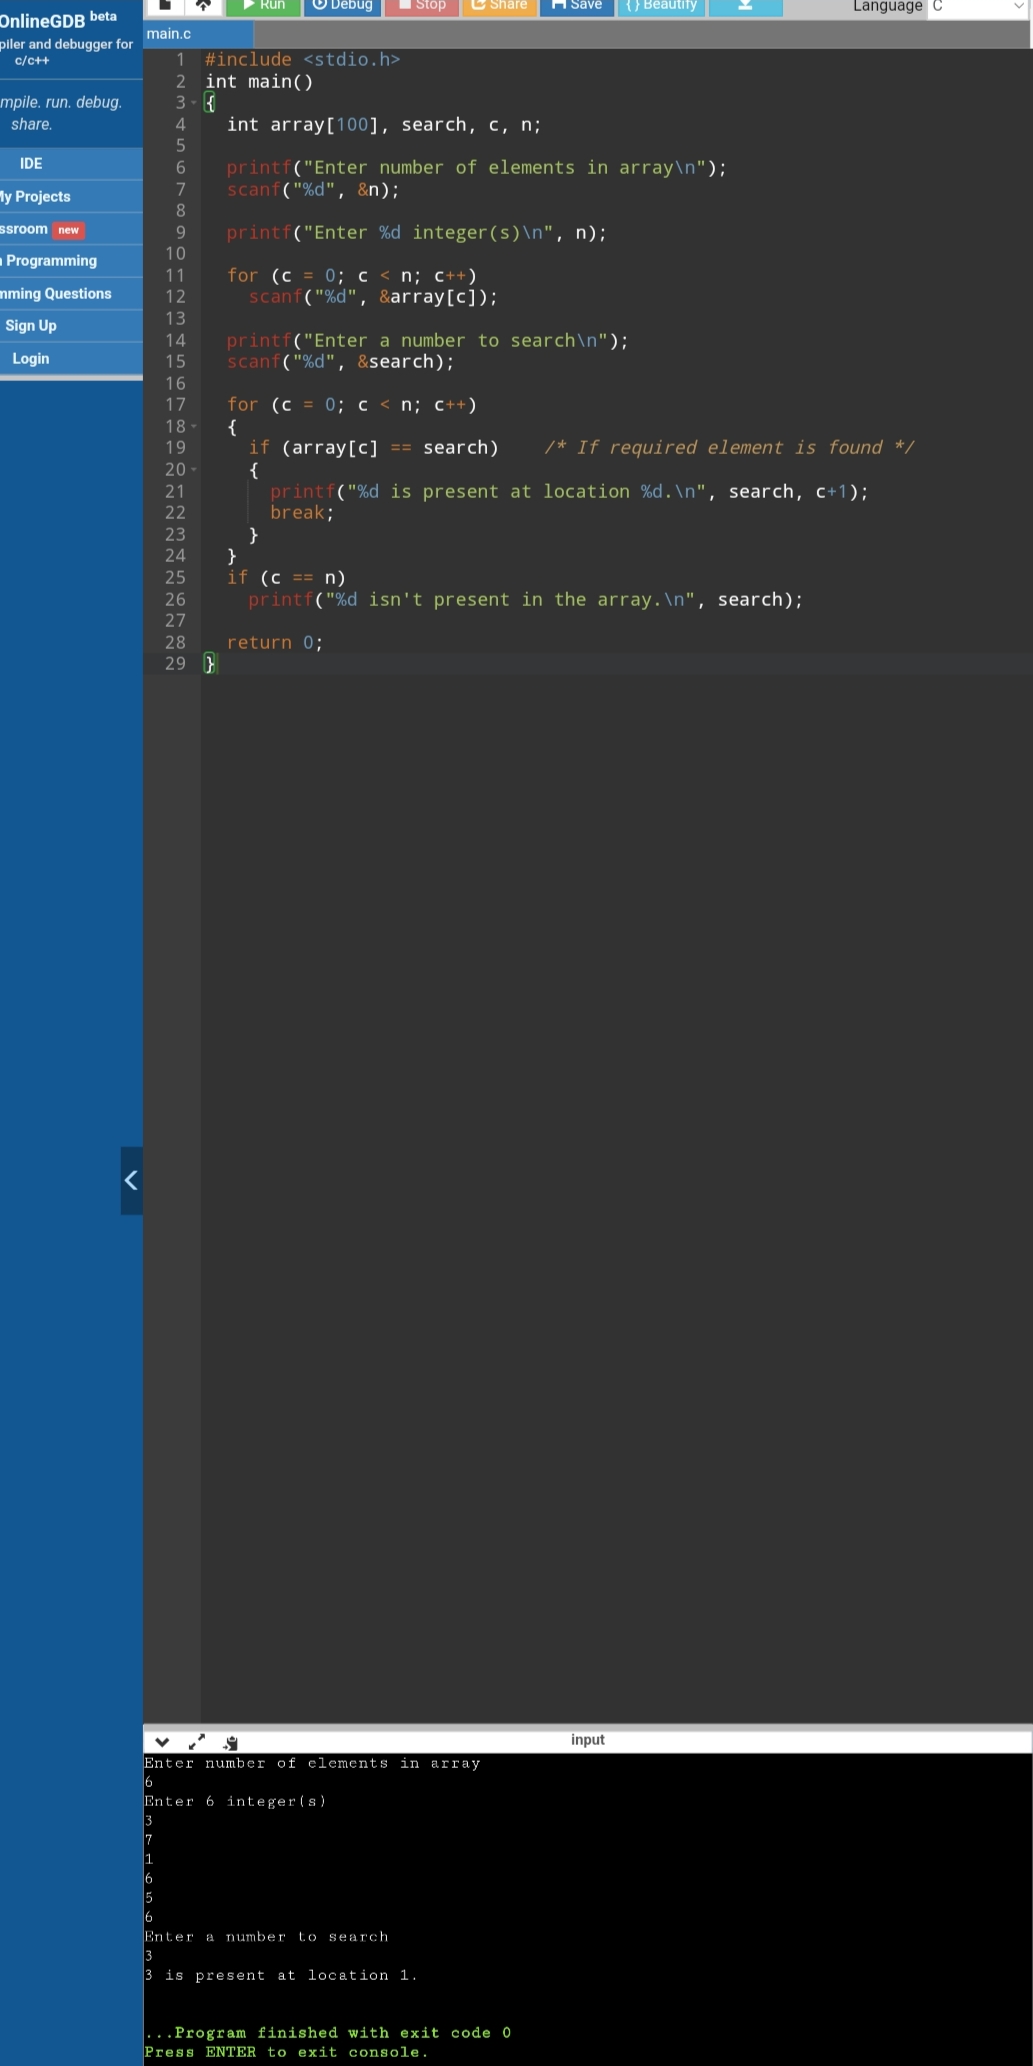 OnlineGDB beta
piler and debugger for
c/c++
mpile. run. debug.
share.
IDE
My Projects
ssroom new
n Programming
mming Questions
Sign Up
Login
Run Debug Stop Share Save {} Beautify Language C
main.c
1 #include <stdio.h>
2 int main()
3 {
4 int array[100], search, c, n;
5
6 printf("Enter number of elements in array\n");
7 scanf("%d", &n);
8
9 printf("Enter %d integer(s)\n", n);
10
11 for (c = 0; c < n; c++)
12 scanf("%d", &array[c]);
13
14 printf("Enter a number to search\n");
15 scanf("%d", &search);
16
17 for (c = 0; c < n; c++)
18 {
19 if (array[c] == search) /* If required element is found */
20 {
21 printf("%d is present at location %d.\n", search, c+1);
22 break;
23 }
24 }
25 if (c == n)
26 printf("%d isn't present in the array.\n", search);
27
28 return 0;
29 }
input
Enter number of elements in array
6
Enter 6 integer(s)
3
7
1
6
5
6
Enter a number to search
3
3 is present at location 1.
...Program finished with exit code 0
Press ENTER to exit console.